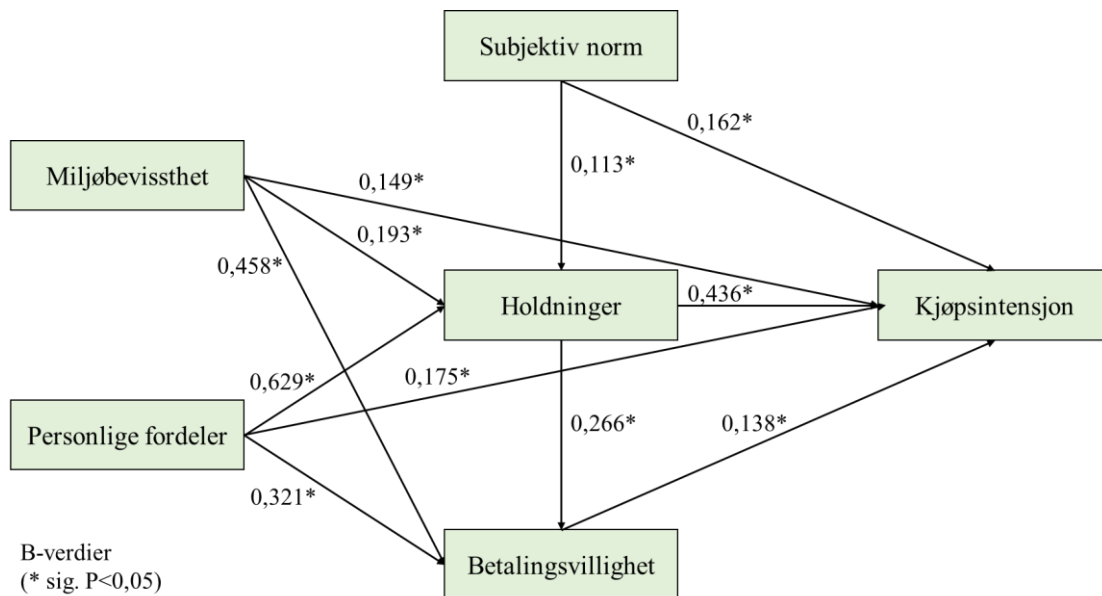 Subjektiv norm
0,162*
Miljøbevissthet
0,149*
0,113*
0,193*
0,458*
Holdninger
0,436*
Kjøpsintensjon
0,629*
0,175*
Personlige fordeler
0,266*
0,138*
0,321*
B-verdier
(* sig. P<0,05)
Betalingsvillighet